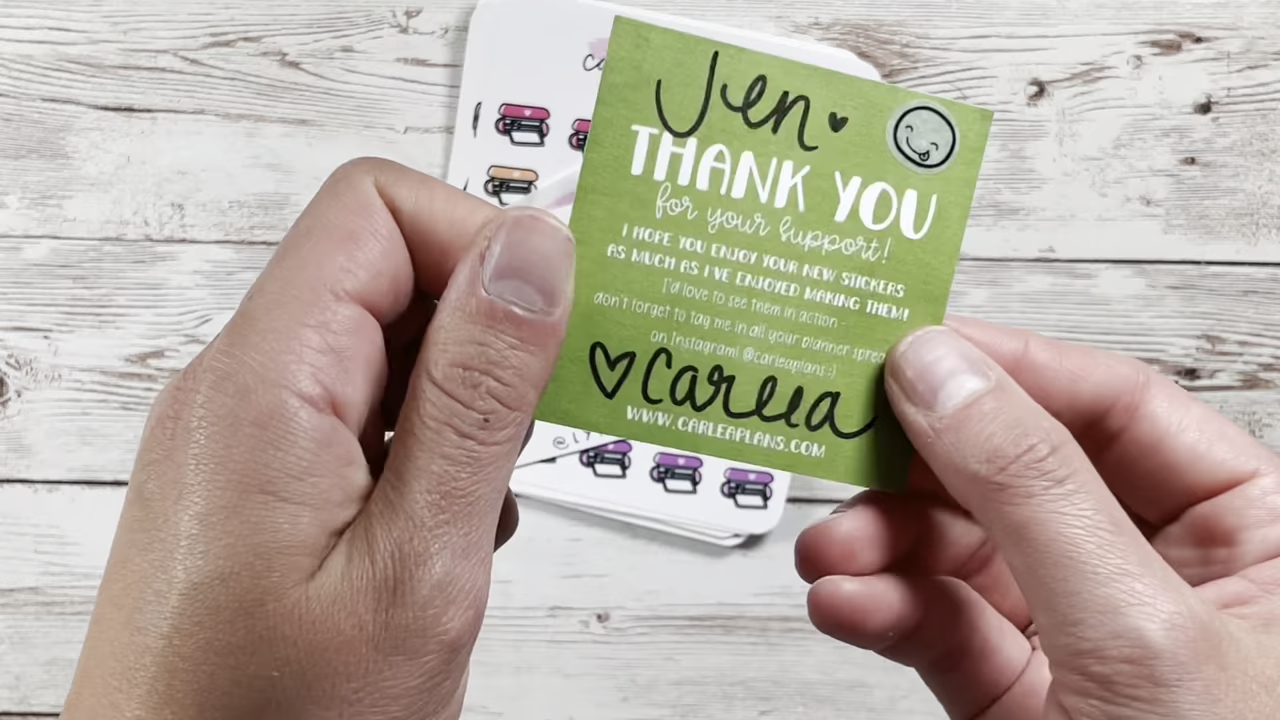 Jen
THANK YOU
for your support!
I HOPE YOU ENJOY YOUR NEW STICKERS
AS MUCH AS I'VE ENJOYED MAKING THEM!
I'd love to see them in action -
don't forget to tag me in all your planner
on Instagram! @carleaplans :)
Carlea
WWW.CARLEAPLANS.COM